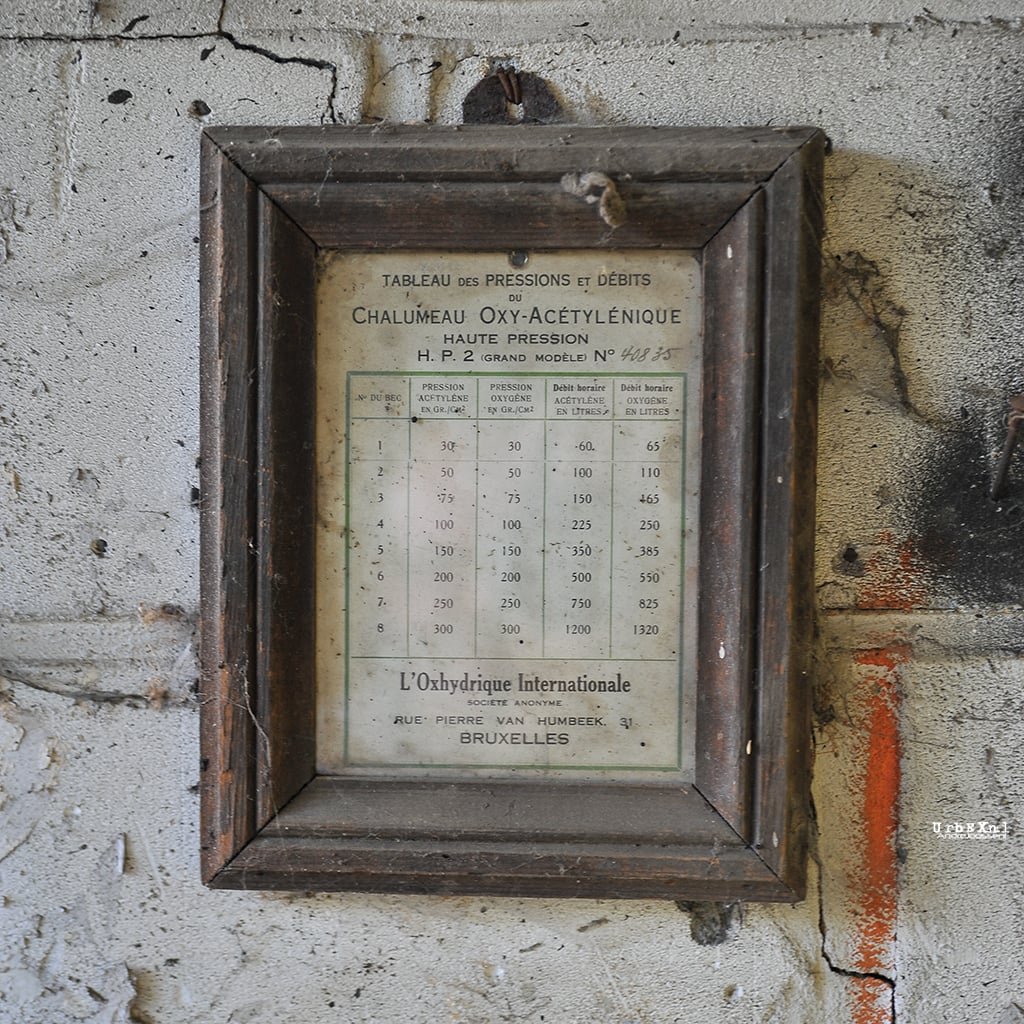 TABLEAU DES PRESSIONS ET DÉBITS
DU
CHALUMEAU OXY-ACÉTYLÉNIQUE
HAUTE PRESSION
H. P. 2 (GRAND MODÈLE) N° 40835
N° DU BEC | PRESSION ACÉTYLÈNE EN GR./CM² | PRESSION OXYGÈNE EN GR./CM² | Débit horaire ACÉTYLÈNE EN LITRES | Débit horaire OXYGÈNE EN LITRES
1 30 30 60 65
2 50 50 100 110
3 75 75 150 165
4 100 100 225 250
5 150 150 350 385
6 200 200 500 550
7 250 250 750 825
8 300 300 1200 1320
L'Oxhydrique Internationale
SOCIÉTÉ ANONYME
RUE PIERRE VAN HUMBEEK, 31
BRUXELLES
UrbEXnl
AndreJoosse.nl